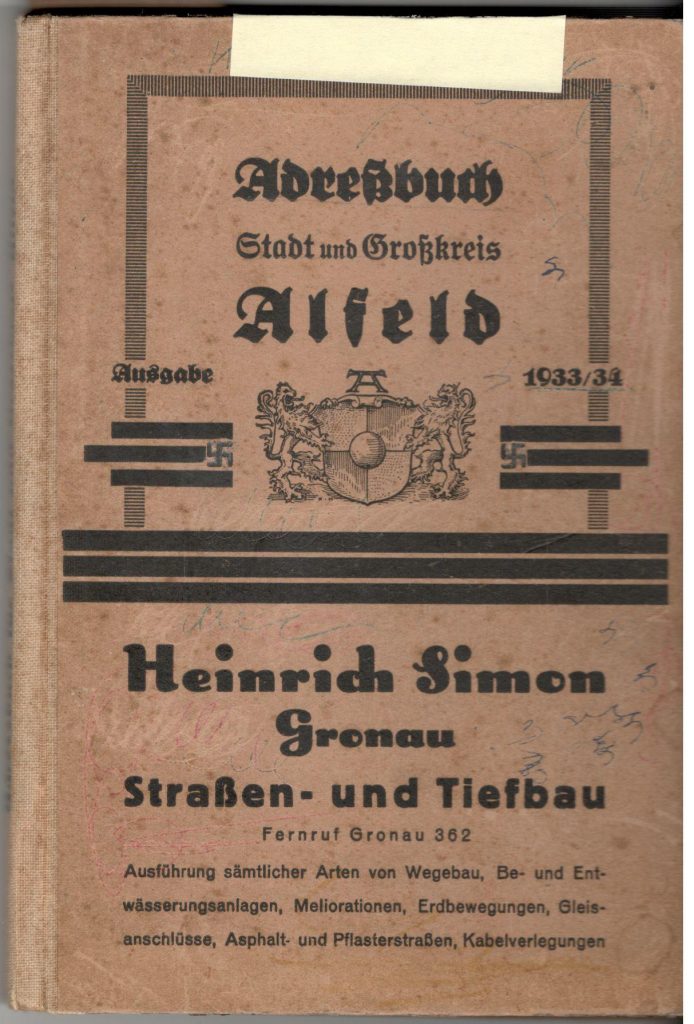 Adreßbuch
Stadt und Großkreis
Alfeld
Ausgabe 1933/34
A
Heinrich Simon
Gronau
Straßen- und Tiefbau
Fernruf Gronau 362
Ausführung sämtlicher Arten von Wegebau, Be- und Ent-
wässerungsanlagen, Meliorationen, Erdbewegungen, Gleis-
anschlüsse, Asphalt- und Pflasterstraßen, Kabelverlegungen